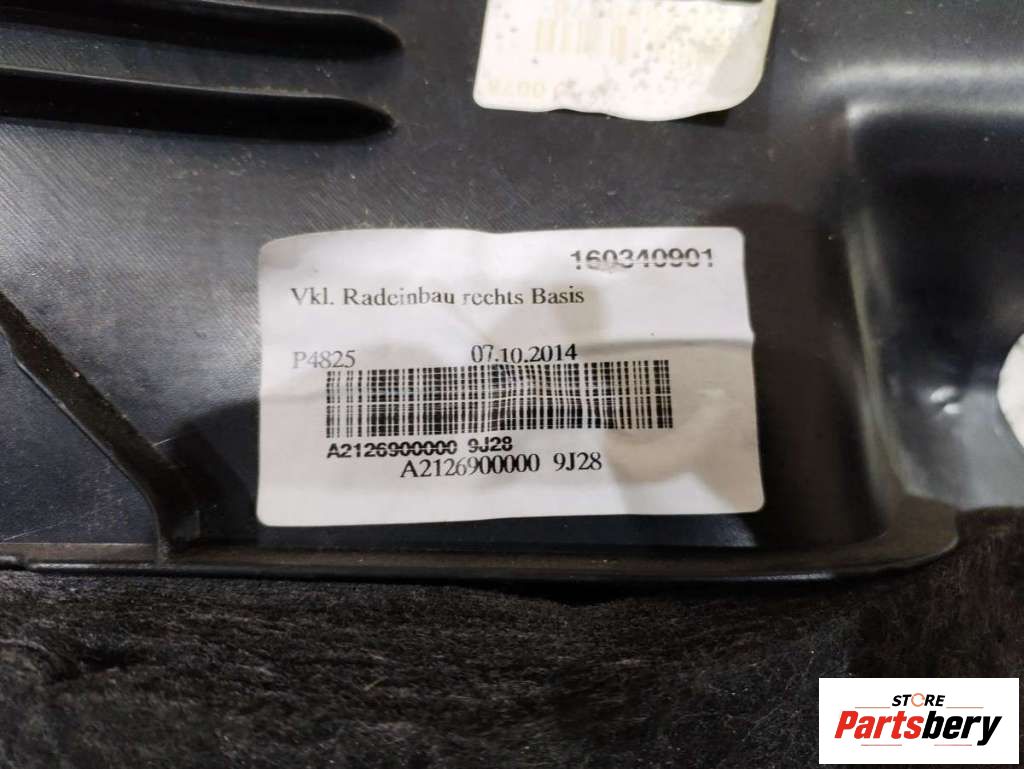 160340901
Vkl. Radeinbau rechts Basis
P4825
07.10.2014
A2126900000 9J28
A2126900000 9J28
STORE
Partsbery